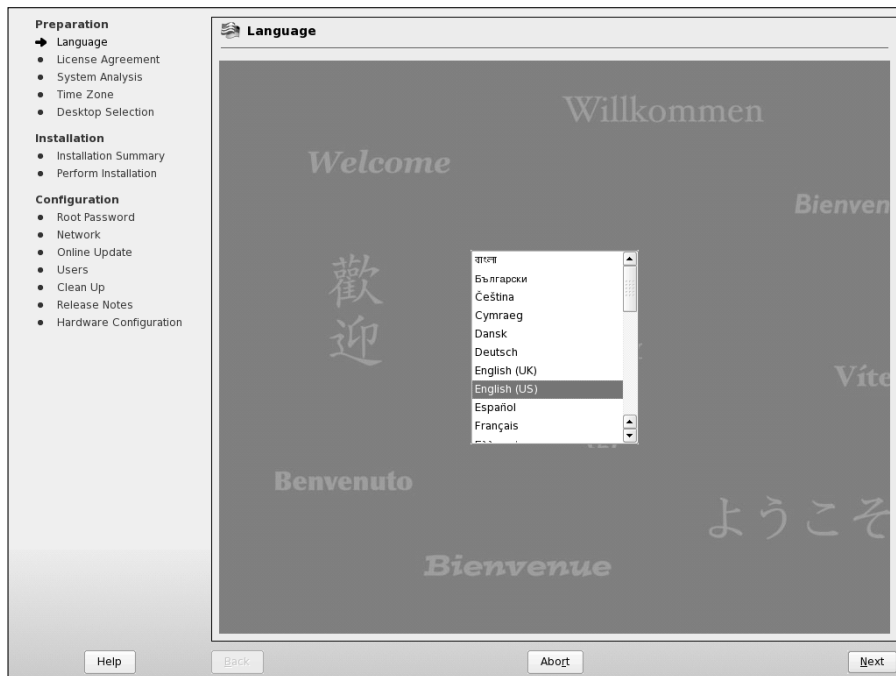 Preparation
Language
License Agreement
System Analysis
Time Zone
Desktop Selection
Installation
Installation Summary
Perform Installation
Configuration
Root Password
Network
Online Update
Users
Clean Up
Release Notes
Hardware Configuration
Language
Willkommen
Welcome
Bienven
歡迎
বাংলা
Български
Čeština
Cymraeg
Dansk
Deutsch
English (UK)
English (US)
Español
Français
Víte
Benvenuto
ようこそ
Bienvenue
Help
Back
Abort
Next